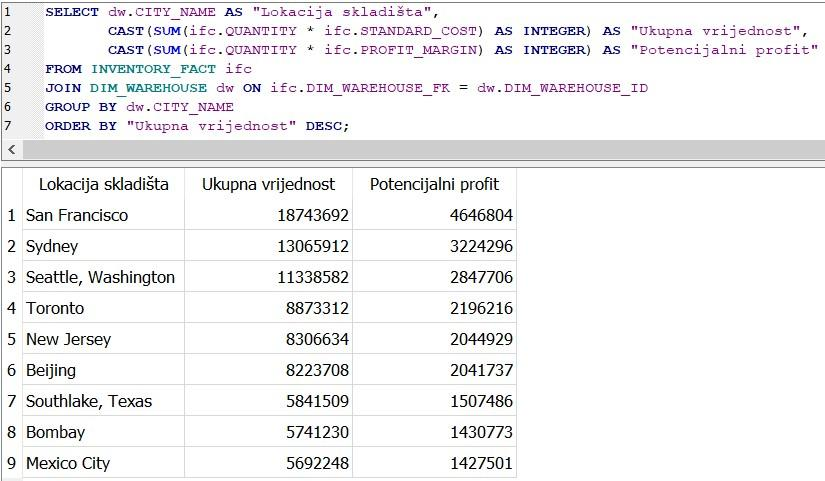 1 SELECT dw.CITY_NAME AS "Lokacija skladišta",
2 CAST(SUM(ifc.QUANTITY * ifc.STANDARD_COST) AS INTEGER) AS "Ukupna vrijednost",
3 CAST(SUM(ifc.QUANTITY * ifc.PROFIT_MARGIN) AS INTEGER) AS "Potencijalni profit"
4 FROM INVENTORY_FACT ifc
5 JOIN DIM_WAREHOUSE dw ON ifc.DIM_WAREHOUSE_FK = dw.DIM_WAREHOUSE_ID
6 GROUP BY dw.CITY_NAME
7 ORDER BY "Ukupna vrijednost" DESC;
Lokacija skladišta Ukupna vrijednost Potencijalni profit
1 San Francisco 18743692 4646804
2 Sydney 13065912 3224296
3 Seattle, Washington 11338582 2847706
4 Toronto 8873312 2196216
5 New Jersey 8306634 2044929
6 Beijing 8223708 2041737
7 Southlake, Texas 5841509 1507486
8 Bombay 5741230 1430773
9 Mexico City 5692248 1427501